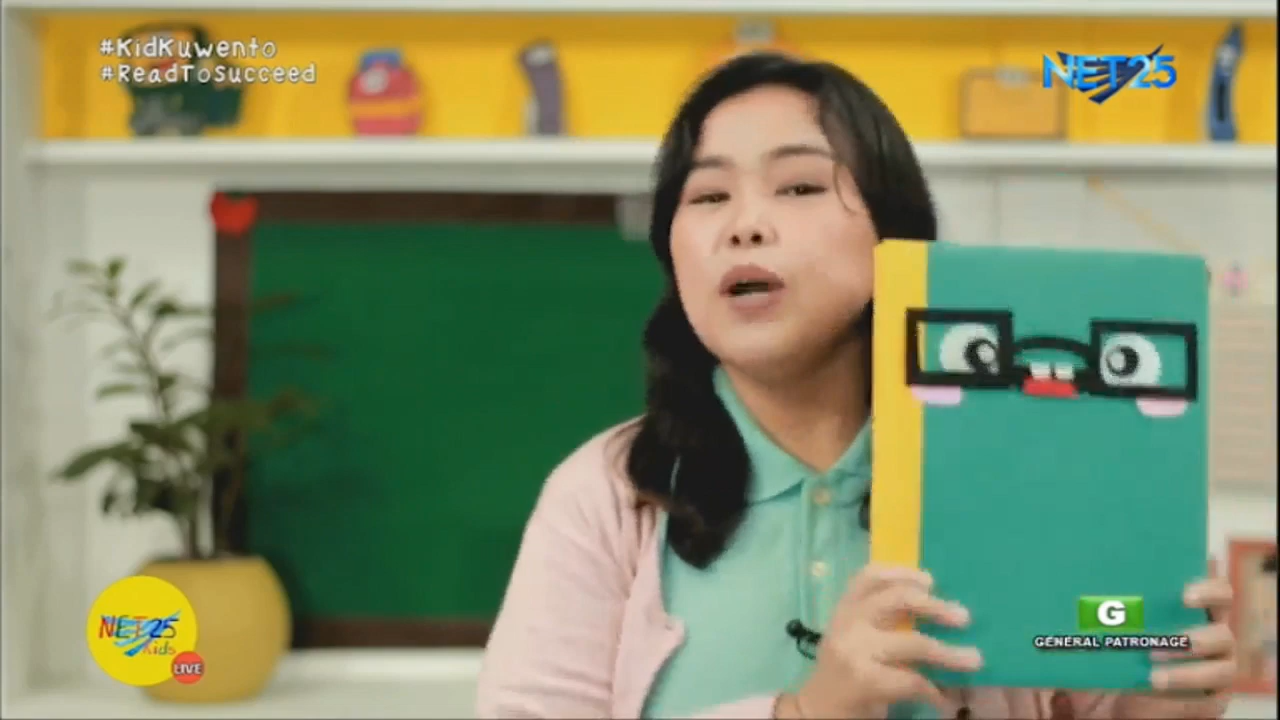 #KidKuwento
#ReadToSucceed
NET25
NET25
Kids
LIVE
G
GENERAL PATRONAGE